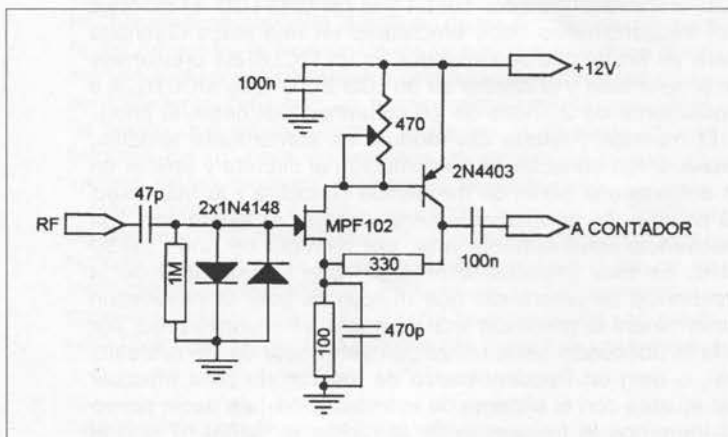 +12V
100n
470
2N4403
47p
2x1N4148
RF
MPF102
A CONTADOR
1M
330
100n
100
470p